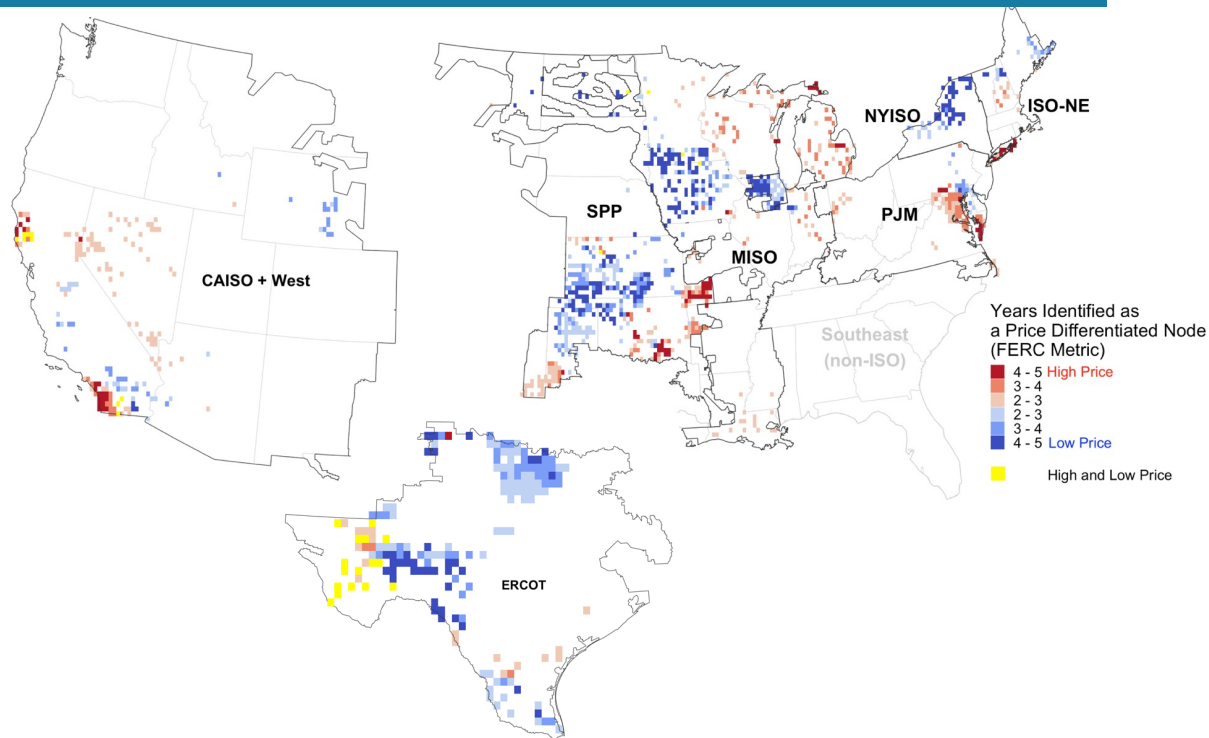 NYISO
ISO-NE
SPP
PJM
MISO
CAISO + West
Southeast
(non-ISO)
Years Identified as
a Price Differentiated Node
(FERC Metric)
4 - 5 High Price
3 - 4
2 - 3
2 - 3
3 - 4
4 - 5 Low Price
High and Low Price
ERCOT